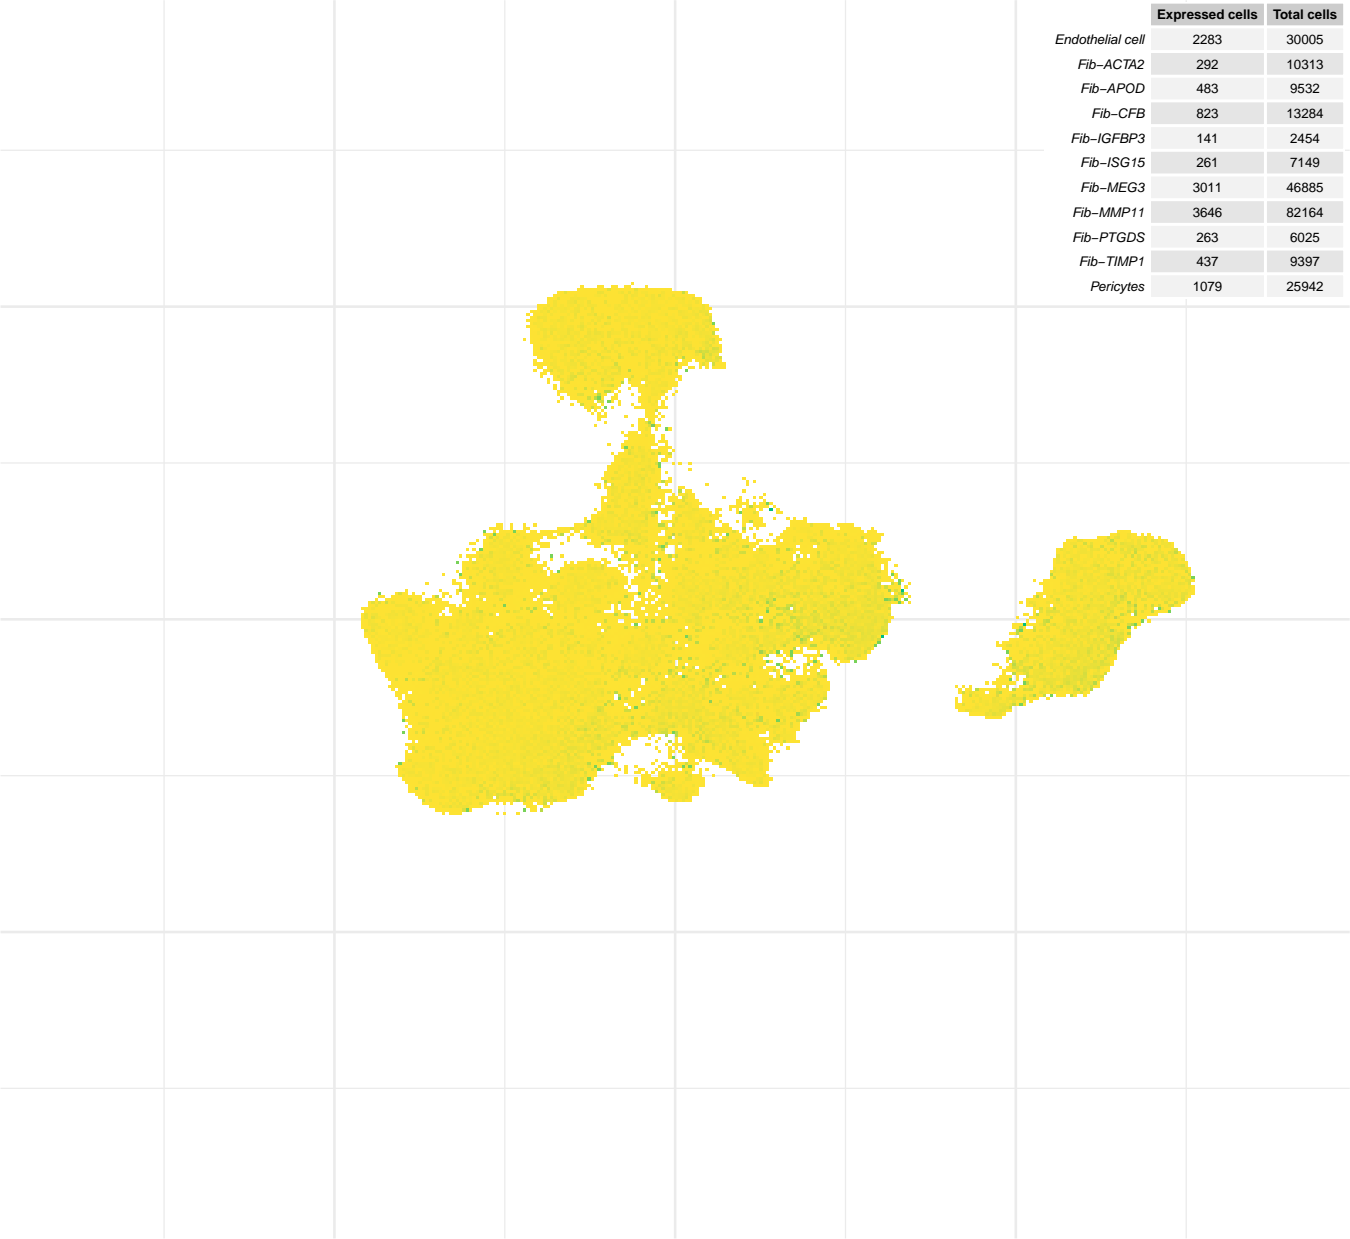 Expressed cells Total cells
Endothelial cell 2283 30005
Fib−ACTA2 292 10313
Fib−APOD 483 9532
Fib−CFB 823 13284
Fib−IGFBP3 141 2454
Fib−ISG15 261 7149
Fib−MEG3 3011 46885
Fib−MMP11 3646 82164
Fib−PTGDS 263 6025
Fib−TIMP1 437 9397
Pericytes 1079 25942